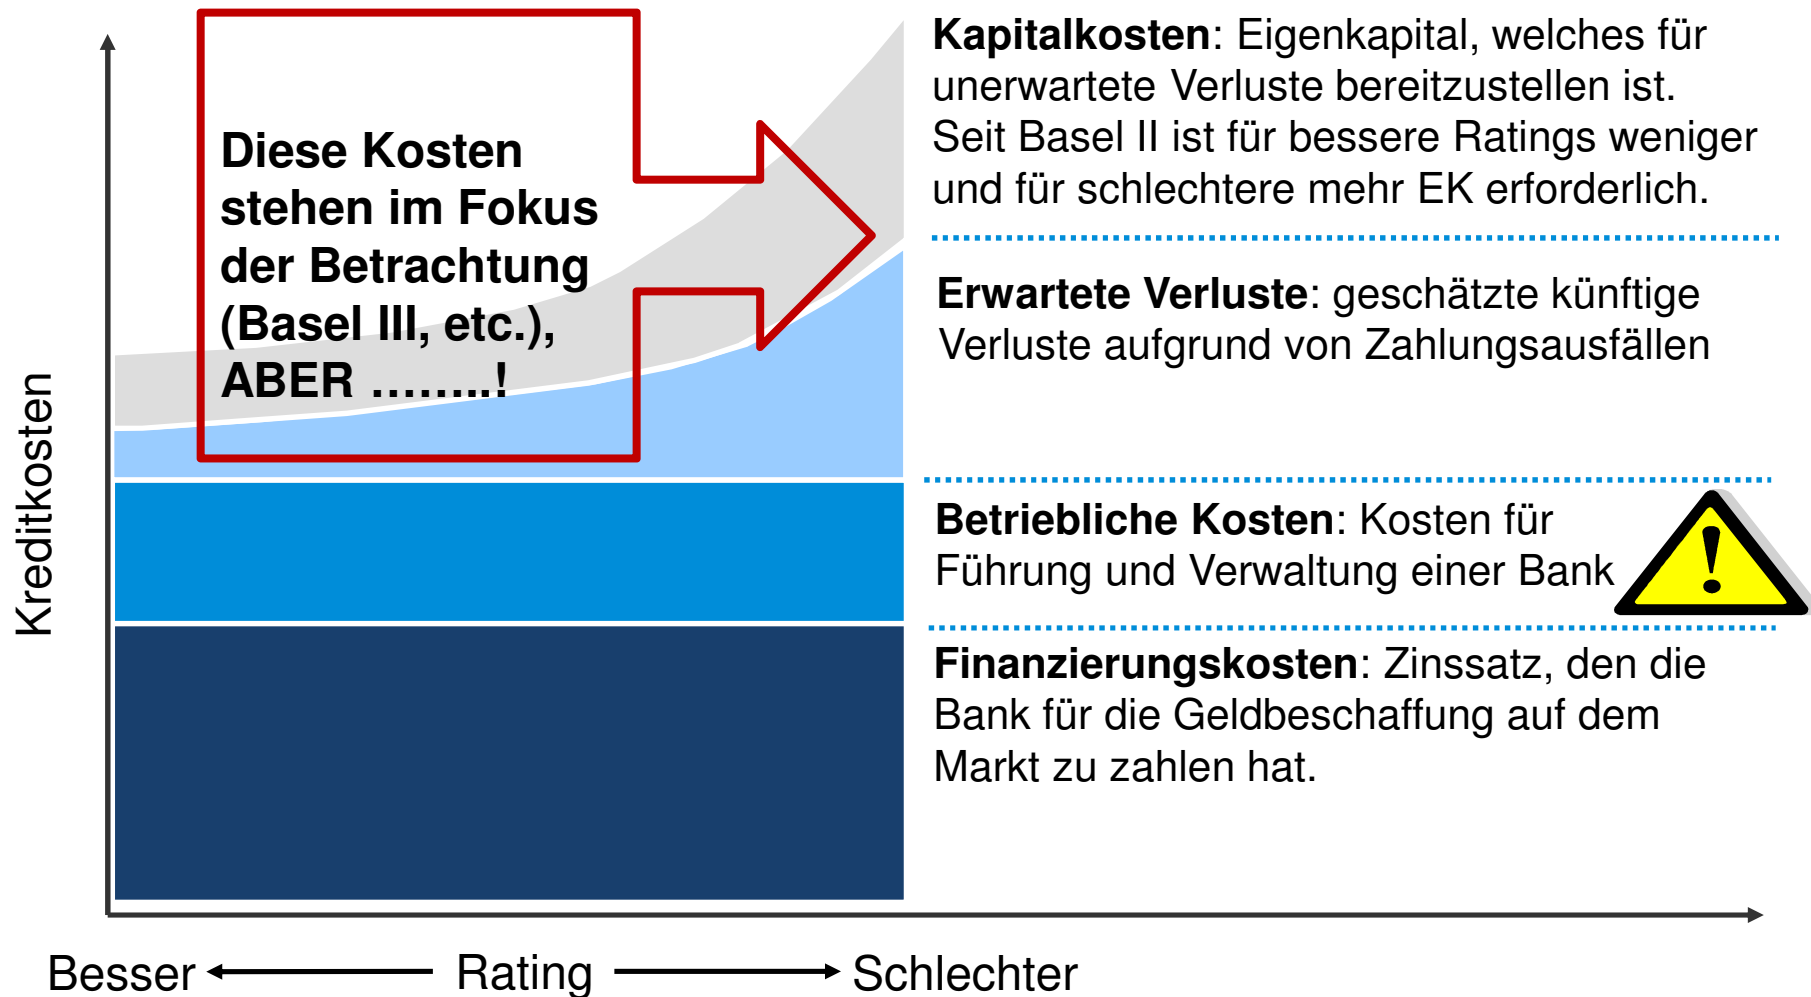 Kapitalkosten: Eigenkapital, welches für
unerwartete Verluste bereitzustellen ist.
Seit Basel II ist für bessere Ratings weniger
und für schlechtere mehr EK erforderlich.
Diese Kosten
stehen im Fokus
der Betrachtung
(Basel III, etc.),
ABER ……..!
Erwartete Verluste: geschätzte künftige
Verluste aufgrund von Zahlungsausfällen
Kreditkosten
Betriebliche Kosten: Kosten für
Führung und Verwaltung einer Bank
!
Finanzierungskosten: Zinssatz, den die
Bank für die Geldbeschaffung auf dem
Markt zu zahlen hat.
Besser Rating Schlechter